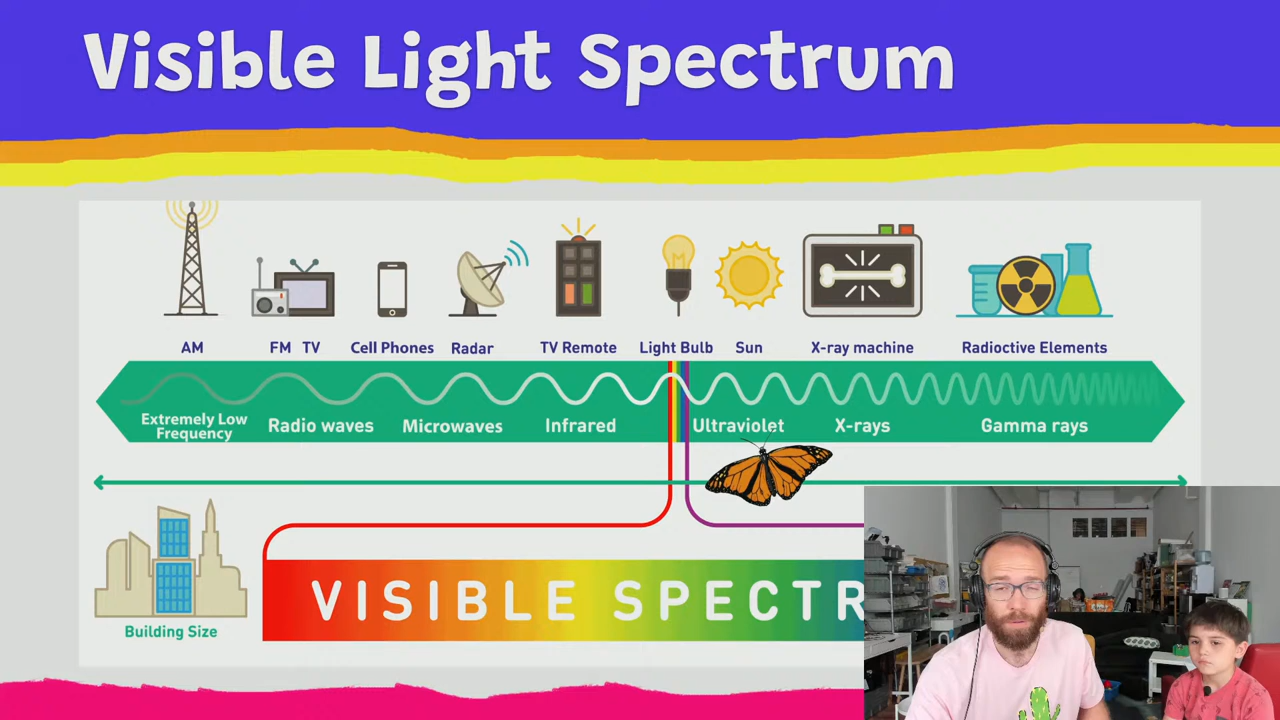 Visible Light Spectrum
AM
FM TV
Cell Phones
Radar
TV Remote
Light Bulb
Sun
X-ray machine
Radioctive Elements
Extremely Low
Frequency
Radio waves
Microwaves
Infrared
Ultraviolet
X-rays
Gamma rays
VISIBLE SPECTR
Building Size